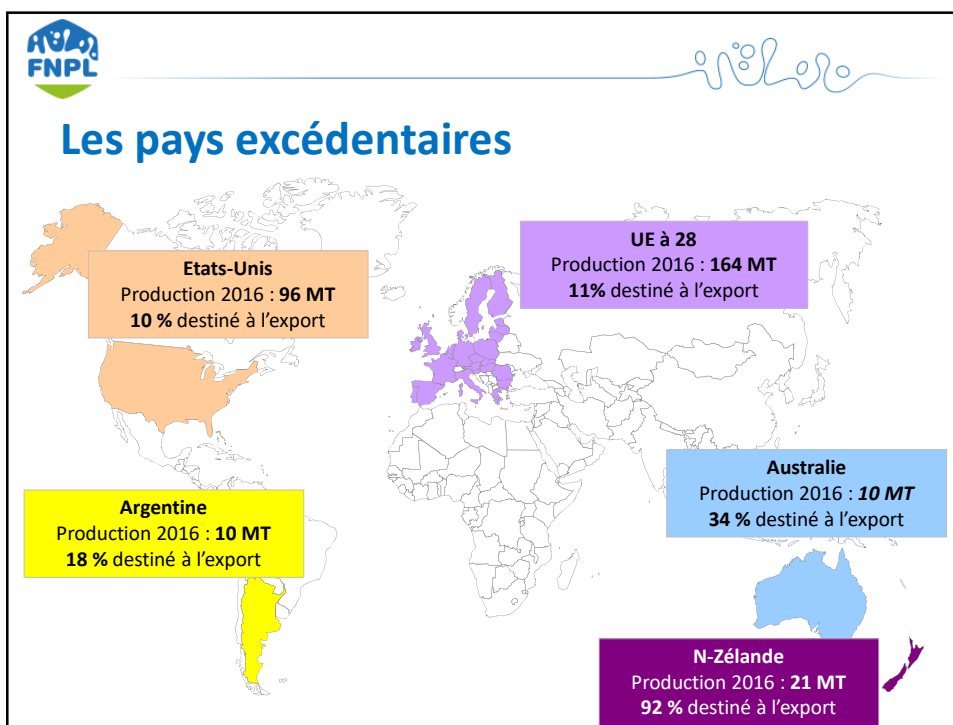 FNPL
Les pays excédentaires
Etats-Unis
Production 2016 : 96 MT
10 % destiné à l’export
UE à 28
Production 2016 : 164 MT
11% destiné à l’export
Argentine
Production 2016 : 10 MT
18 % destiné à l’export
Australie
Production 2016 : 10 MT
34 % destiné à l’export
N-Zélande
Production 2016 : 21 MT
92 % destiné à l’export